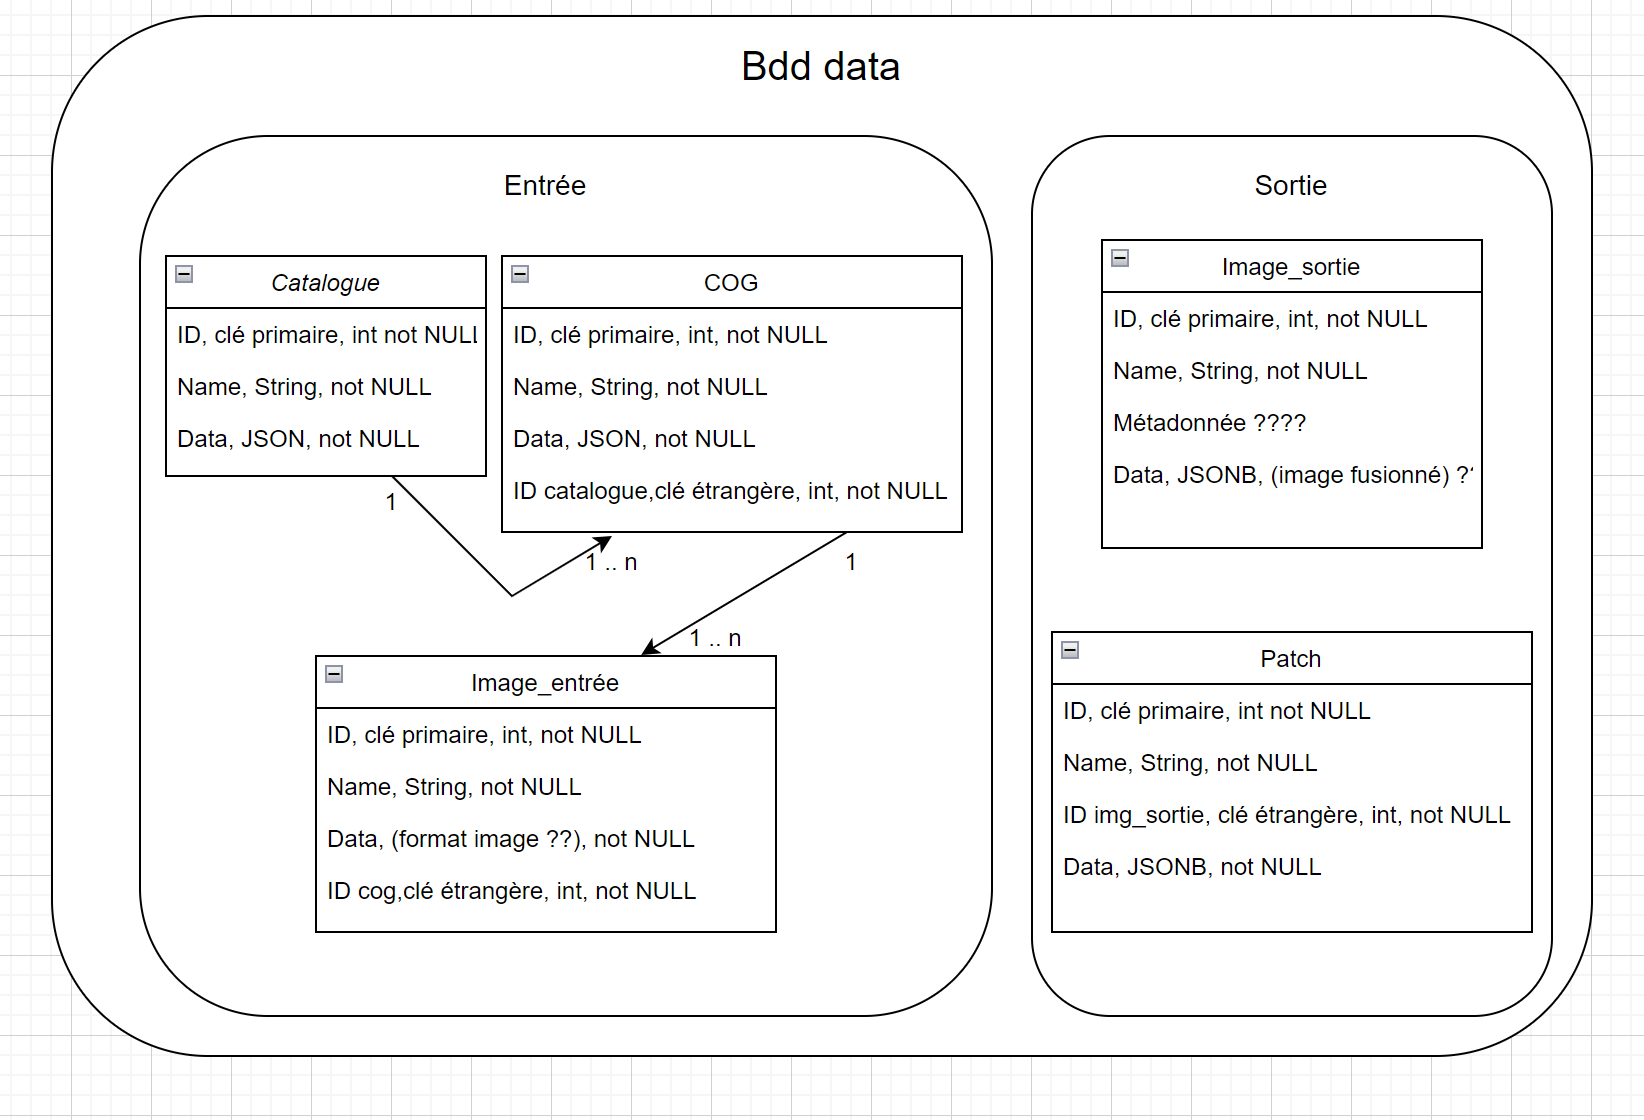 Bdd data
Entrée
Catalogue
ID, clé primaire, int not NULL
Name, String, not NULL
Data, JSON, not NULL
COG
ID, clé primaire, int, not NULL
Name, String, not NULL
Data, JSON, not NULL
ID catalogue,clé étrangère, int, not NULL
1
1 .. n
1
1 .. n
Image_entrée
ID, clé primaire, int, not NULL
Name, String, not NULL
Data, (format image ??), not NULL
ID cog,clé étrangère, int, not NULL
Sortie
Image_sortie
ID, clé primaire, int, not NULL
Name, String, not NULL
Métadonnée ????
Data, JSONB, (image fusionné) ??
Patch
ID, clé primaire, int not NULL
Name, String, not NULL
ID img_sortie, clé étrangère, int, not NULL
Data, JSONB, not NULL